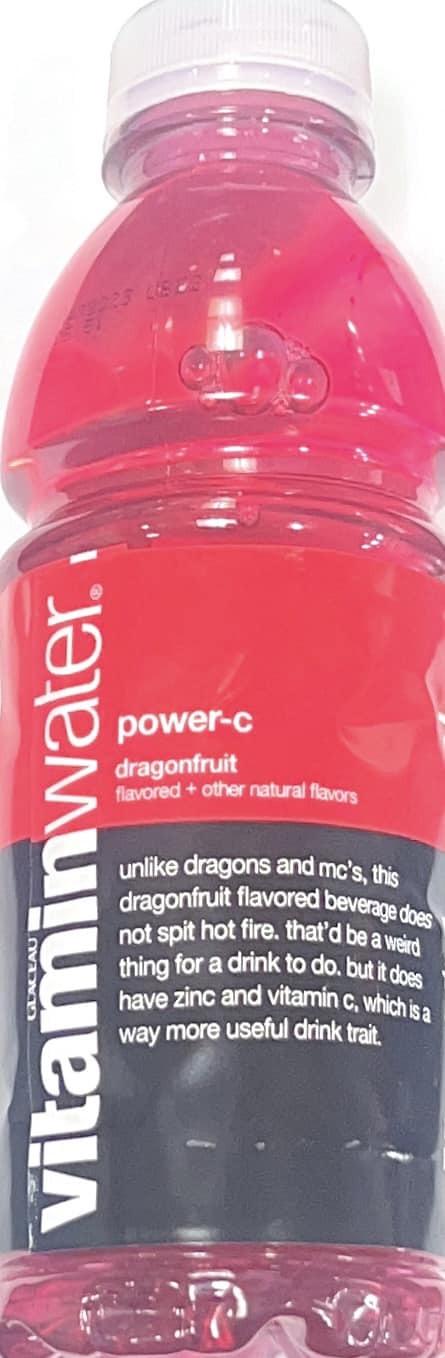 power-c
dragonfruit
flavored + other natural flavors
unlike dragons and mc's, this
dragonfruit flavored beverage does
not spit hot fire. that'd be a weird
thing for a drink to do. but it does
have zinc and vitamin c, which is a
way more useful drink trait.
GLACEAU
vitaminwater®